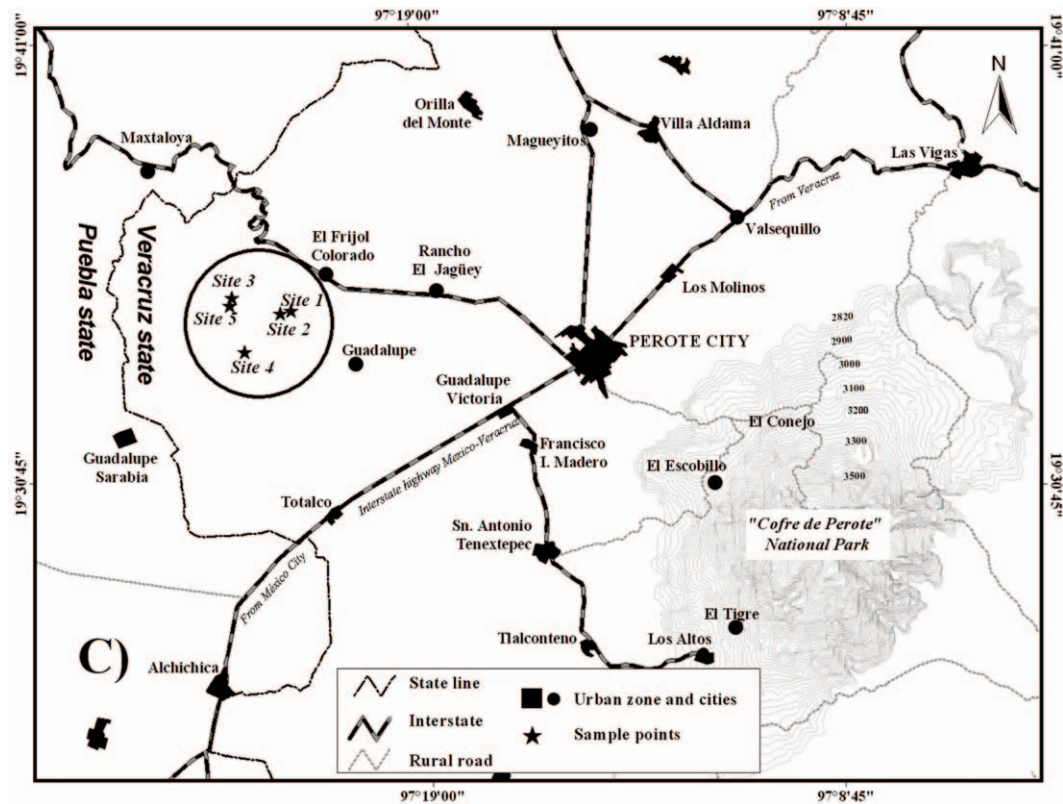 97°19'00"
97°8'45"
19°41'00"
19°41'00"
N
Orilla
del Monte
Maxtaloya
Magueyitos
Villa Aldama
Las Vigas
From Veracruz
Valsequillo
Puebla state
Veracruz state
El Frijol
Colorado
Rancho
El Jagüey
Los Molinos
Site 3
Site 1
Site 5
Site 2
Site 4
Guadalupe
PEROTE CITY
2820
2900
3000
3100
3200
3300
3500
Guadalupe
Victoria
El Conejo
Guadalupe
Sarabia
Francisco
I. Madero
El Escobillo
19°30'45"
19°30'45"
Interstate highway Mexico-Veracruz
Totalco
Sn. Antonio
Tenextepec
"Cofre de Perote"
National Park
From México City
El Tigre
Tlalconteno
Los Altos
C)
Alchichica
State line
Interstate
Rural road
Urban zone and cities
Sample points
97°19'00"
97°8'45"